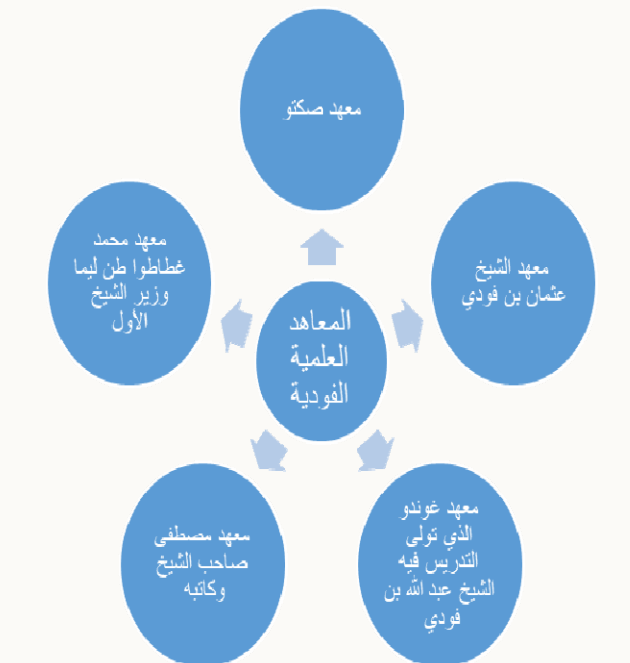 معهد صكتو
معهد الشيخ
عثمان بن فودي
معهد محمد
غطاطوا طن ليما
وزير الشيخ
الأول
المعاهد
العلمية
الفودية
معهد غوندو
الذي تولى
التدريس فيه
الشيخ عبد الله بن
فودي
معهد مصطفى
صاحب الشيخ
وكاتبه